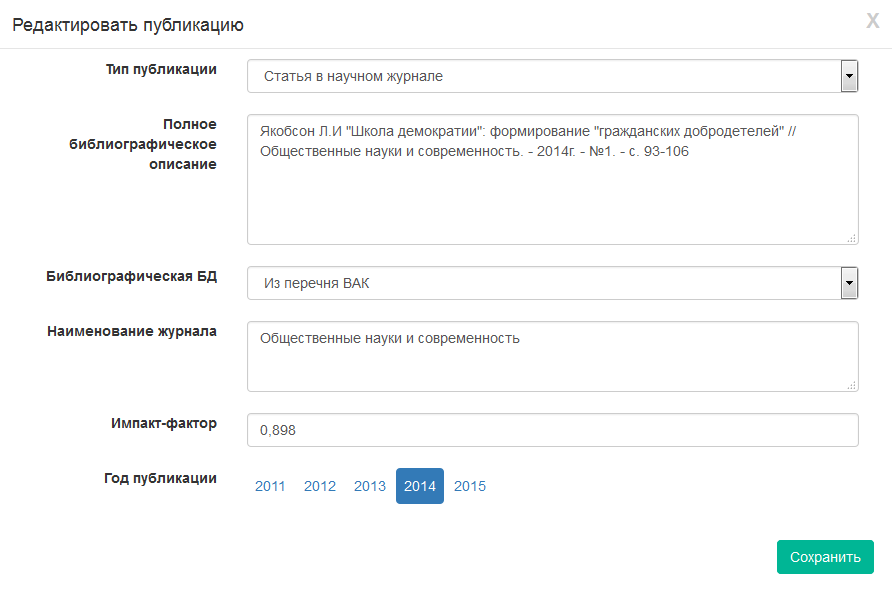 Редактировать публикацию
X
Тип публикации
Статья в научном журнале
Полное
библиографическое
описание
Якобсон Л.И "Школа демократии": формирование "гражданских добродетелей" //
Общественные науки и современность. - 2014г. - №1. - с. 93-106
Библиографическая БД
Из перечня ВАК
Наименование журнала
Общественные науки и современность
Импакт-фактор
0,898
Год публикации
2011 2012 2013 2014 2015
Сохранить